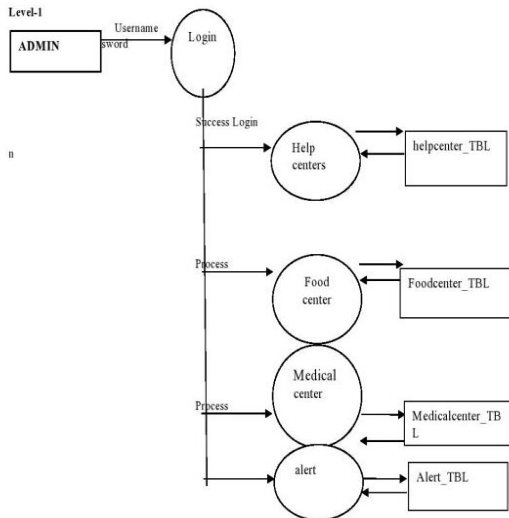 Level-1
Username
ADMIN
sword
Login
Success Login
n
Help
centers
helpcenter_TBL
Process
Food
center
Foodcenter_TBL
Medical
center
Process
Medicalcenter_TB
L
alert
Alert_TBL